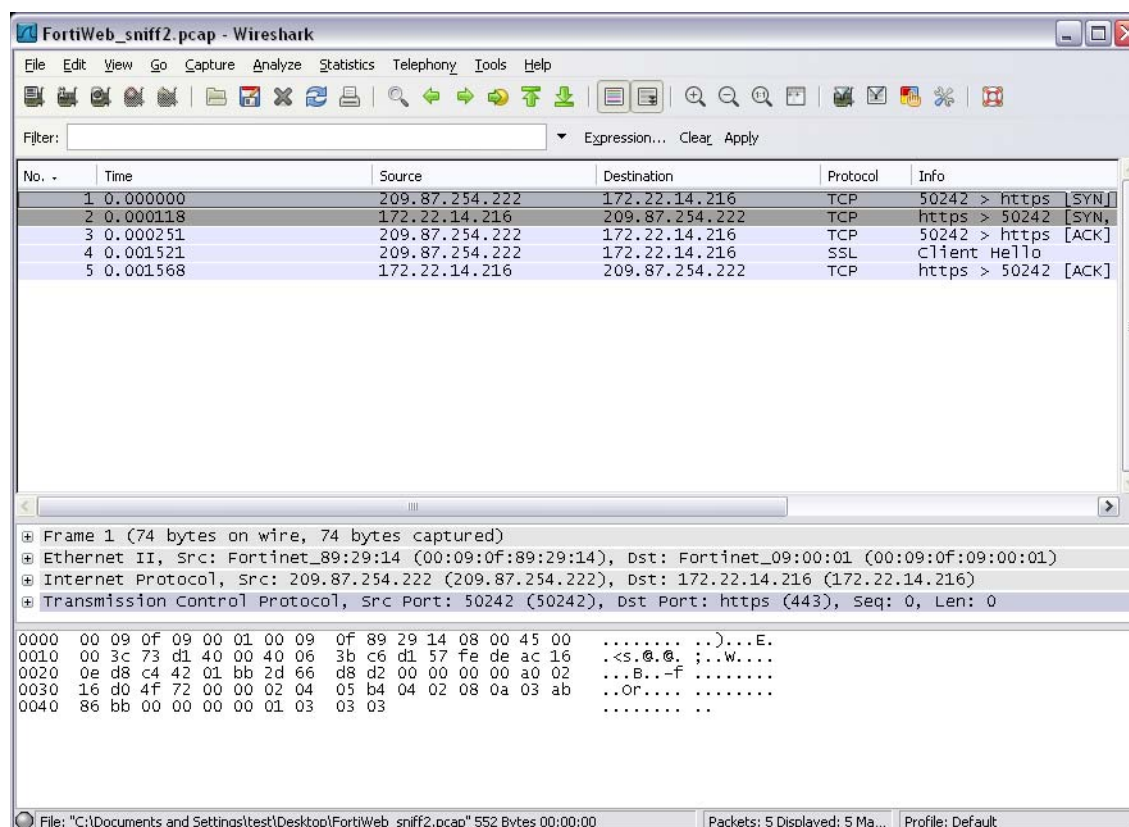 FortiWeb_sniff2.pcap - Wireshark
File Edit View Go Capture Analyze Statistics Telephony Tools Help
Filter: Expression... Clear Apply
No. Time Source Destination Protocol Info
1 0.000000 209.87.254.222 172.22.14.216 TCP 50242 > https [SYN]
2 0.000118 172.22.14.216 209.87.254.222 TCP https > 50242 [SYN,
3 0.000251 209.87.254.222 172.22.14.216 TCP 50242 > https [ACK]
4 0.001521 209.87.254.222 172.22.14.216 SSL Client Hello
5 0.001568 172.22.14.216 209.87.254.222 TCP https > 50242 [ACK]
Frame 1 (74 bytes on wire, 74 bytes captured)
Ethernet II, Src: Fortinet_89:29:14 (00:09:0f:89:29:14), Dst: Fortinet_09:00:01 (00:09:0f:09:00:01)
Internet Protocol, Src: 209.87.254.222 (209.87.254.222), Dst: 172.22.14.216 (172.22.14.216)
Transmission Control Protocol, Src Port: 50242 (50242), Dst Port: https (443), Seq: 0, Len: 0
0000 00 09 0f 09 00 01 00 09 0f 89 29 14 08 00 45 00 ........ ..)...E.
0010 00 3c 73 d1 40 00 40 06 3b c6 d1 57 fe de ac 16 .<s.@.@. ;..W....
0020 0e d8 c4 42 01 bb 2d 66 d8 d2 00 00 00 00 a0 02 ...B..-f ........
0030 16 d0 4f 72 00 00 02 04 05 b4 04 02 08 0a 03 ab ..Or.... ........
0040 86 bb 00 00 00 00 01 03 03 03 ........ ..
File: "C:\Documents and Settings\test\Desktop\FortiWeb_sniff2.pcap" 552 Bytes 00:00:00 Packets: 5 Displayed: 5 Ma... Profile: Default